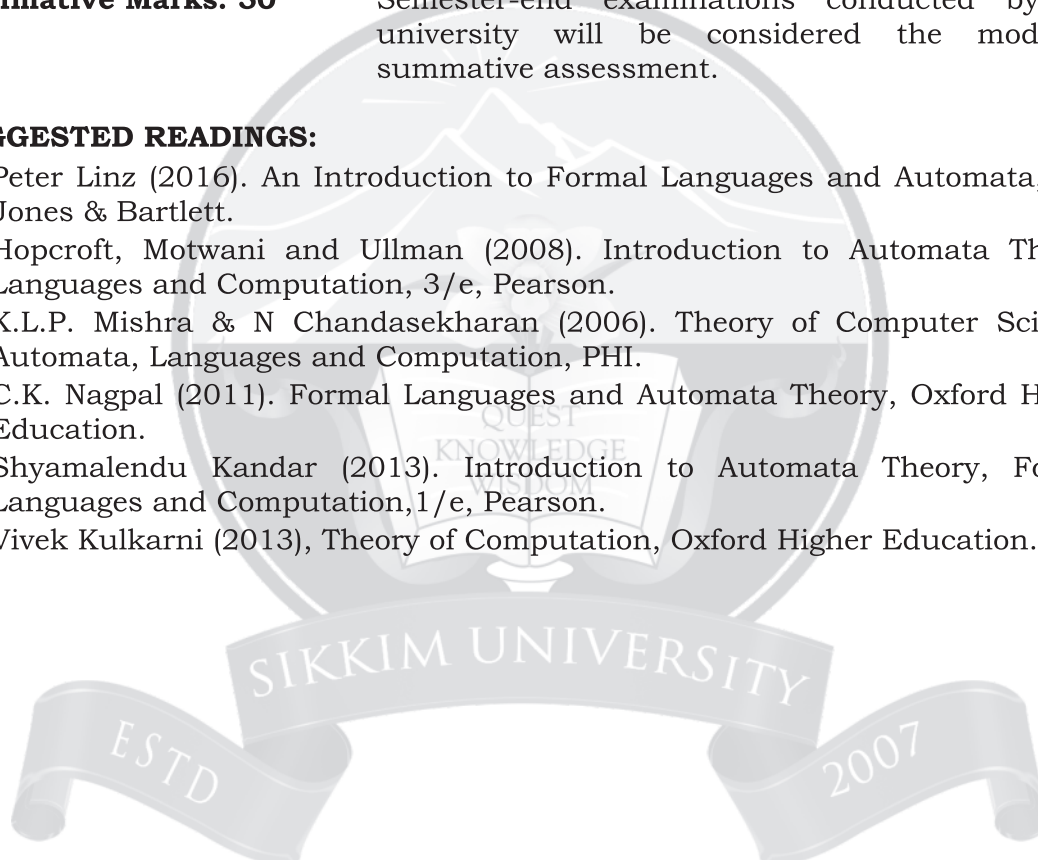 Semester-end examinations conducted by
university will be considered the mod
summative assessment.
GGESTED READINGS:
Peter Linz (2016). An Introduction to Formal Languages and Automata,
Jones & Bartlett.
Hopcroft, Motwani and Ullman (2008). Introduction to Automata Th
Languages and Computation, 3/e, Pearson.
K.L.P. Mishra & N Chandasekharan (2006). Theory of Computer Sci
Automata, Languages and Computation, PHI.
C.K. Nagpal (2011). Formal Languages and Automata Theory, Oxford H
Education.
Shyamalendu Kandar (2013). Introduction to Automata Theory, Fo
Languages and Computation,1/e, Pearson.
Vivek Kulkarni (2013), Theory of Computation, Oxford Higher Education.
QUEST
KNOWLEDGE
WISDOM
SIKKIM UNIVERSITY
ESTD
2007